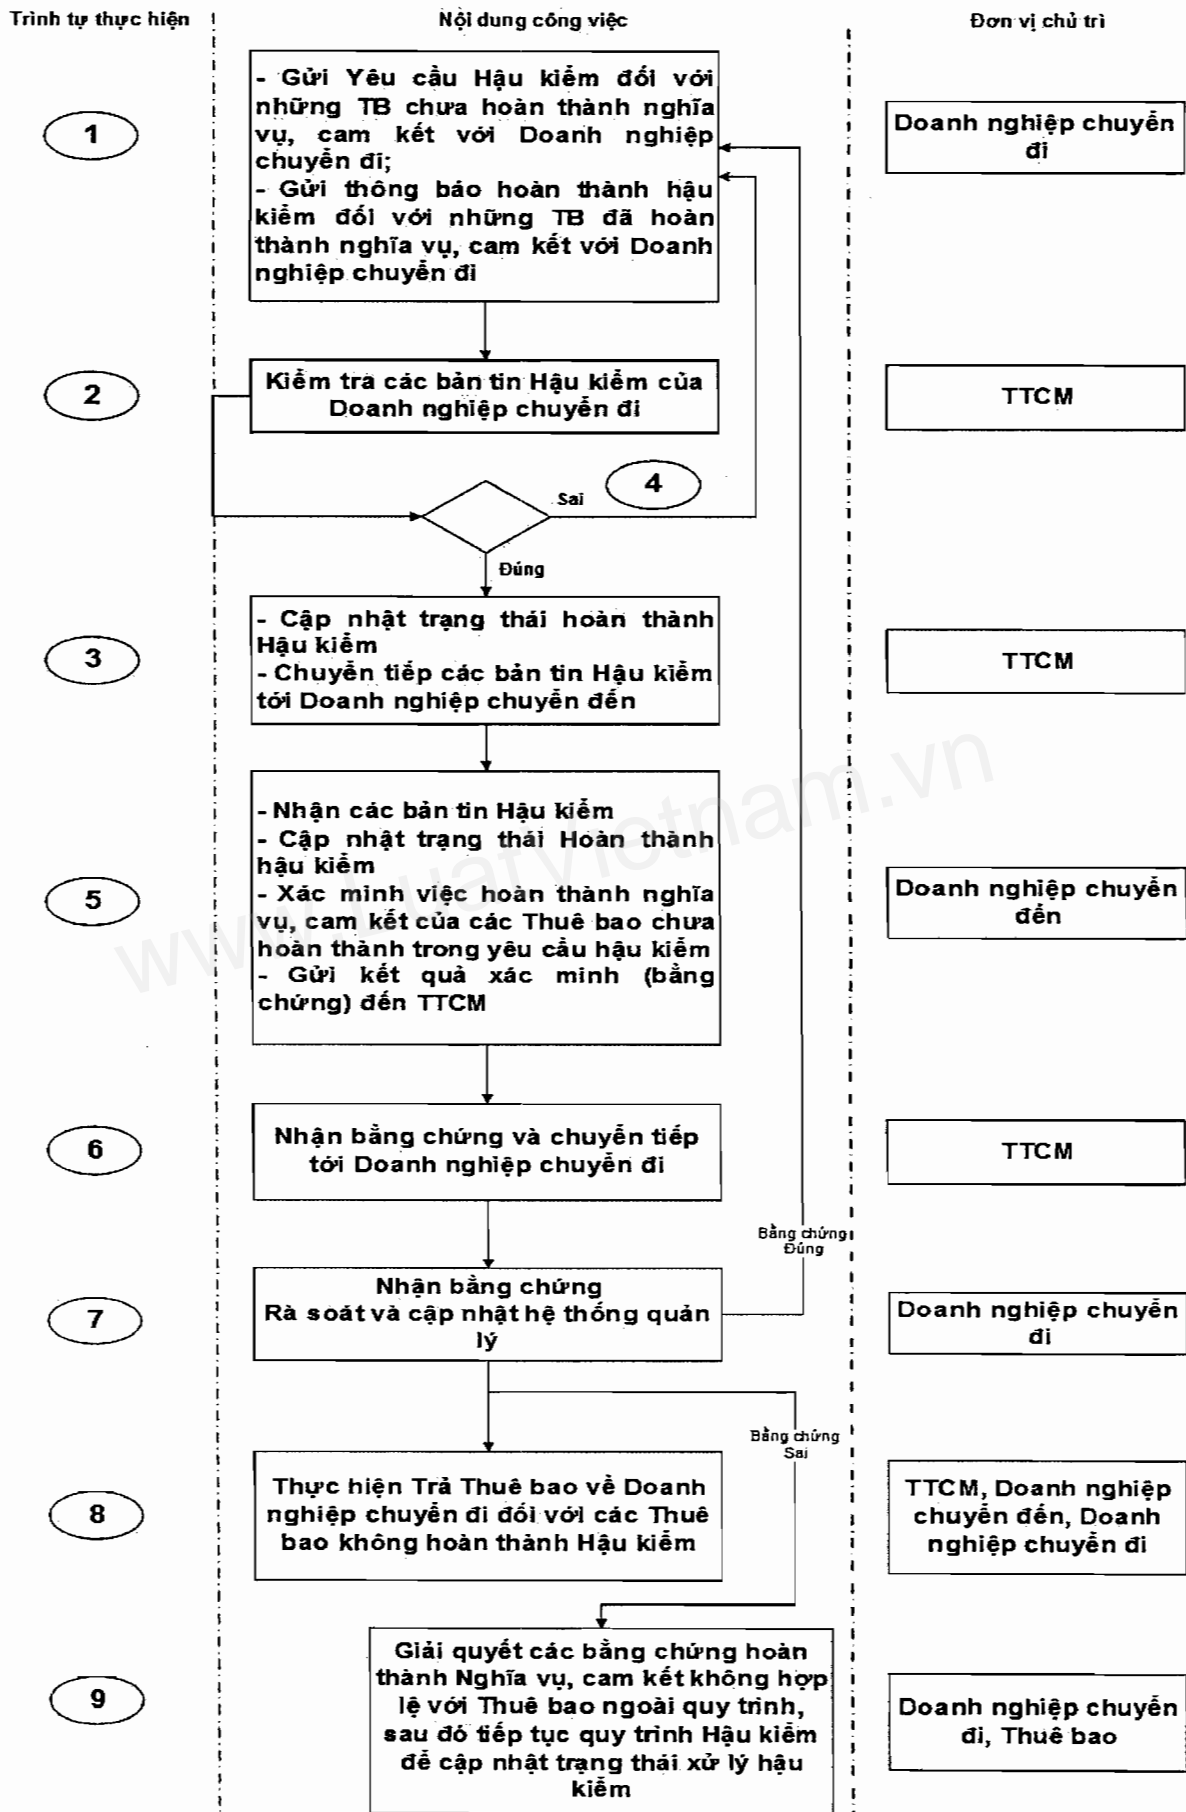 Trình tự thực hiện
Nội dung công việc
Đơn vị chủ trì
1
- Gửi Yêu cầu Hậu kiểm đối với
những TB chưa hoàn thành nghĩa
vụ, cam kết với Doanh nghiệp
chuyển đi;
- Gửi thông báo hoàn thành hậu
kiểm đối với những TB đã hoàn
thành nghĩa vụ, cam kết với Doanh
nghiệp chuyển đi
Doanh nghiệp chuyển
đi
2
Kiểm tra các bản tin Hậu kiểm của
Doanh nghiệp chuyển đi
TTCM
Sai
4
Đúng
3
- Cập nhật trạng thái hoàn thành
Hậu kiểm
- Chuyển tiếp các bản tin Hậu kiểm
tới Doanh nghiệp chuyển đến
TTCM
5
- Nhận các bản tin Hậu kiểm
- Cập nhật trạng thái Hoàn thành
hậu kiểm
- Xác minh việc hoàn thành nghĩa
vụ, cam kết của các Thuê bao chưa
hoàn thành trong yêu cầu hậu kiểm
- Gửi kết quả xác minh (bằng
chứng) đến TTCM
Doanh nghiệp chuyển
đến
www.LuatVietnam.vn
6
Nhận bằng chứng và chuyển tiếp
tới Doanh nghiệp chuyển đi
TTCM
Bằng chứng
Đúng
7
Nhận bằng chứng
Rà soát và cập nhật hệ thống quản
lý
Doanh nghiệp chuyển
đi
Bằng chứng
Sai
8
Thực hiện Trả Thuê bao về Doanh
nghiệp chuyển đi đối với các Thuê
bao không hoàn thành Hậu kiểm
TTCM, Doanh nghiệp
chuyển đến, Doanh
nghiệp chuyển đi
9
Giải quyết các bằng chứng hoàn
thành Nghĩa vụ, cam kết không hợp
lệ với Thuê bao ngoài quy trình,
sau đó tiếp tục quy trình Hậu kiểm
để cập nhật trạng thái xử lý hậu
kiểm
Doanh nghiệp chuyển
đi, Thuê bao